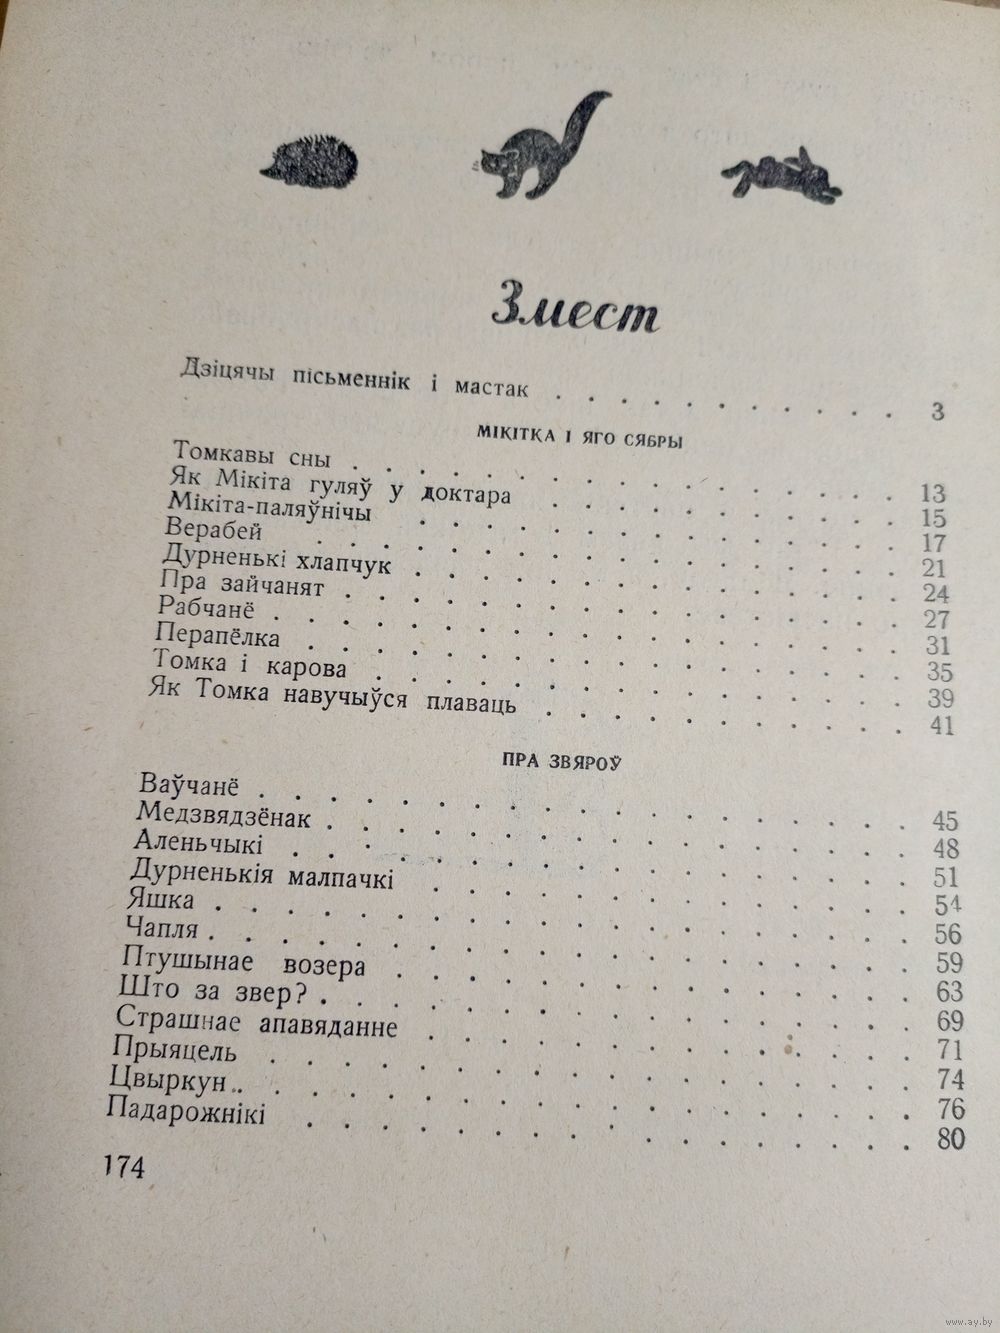 Змест
Дзіцячы пісьменнік і мастак . . . . . . . . . . 3
МІКІТКА І ЯГО СЯБРЫ
Томкавы сны . . . . . . . . . . 13
Як Мікіта гуляў у доктара . . . . . . . . . . 15
Мікіта-паляўнічы . . . . . . . . . . 17
Верабей . . . . . . . . . . 21
Дурненькі хлапчук . . . . . . . . . . 24
Пра зайчанят . . . . . . . . . . 27
Рабчанё . . . . . . . . . . 31
Перапёлка . . . . . . . . . . 35
Томка і карова . . . . . . . . . . 39
Як Томка навучыўся плаваць . . . . . . . . . . 41
ПРА ЗВЯРОЎ
Ваўчанё . . . . . . . . . . 45
Медзвядзёнак . . . . . . . . . . 48
Аленьчыкі . . . . . . . . . . 51
Дурненькія малпачкі . . . . . . . . . . 54
Яшка . . . . . . . . . . 56
Чапля . . . . . . . . . . 59
Птушынае возера . . . . . . . . . . 63
Што за звер? . . . . . . . . . . 69
Страшнае апавяданне . . . . . . . . . . 71
Прыяцель . . . . . . . . . . 74
Цвыркун . . . . . . . . . . 76
Падарожнікі . . . . . . . . . . 80
174
www.ay.by